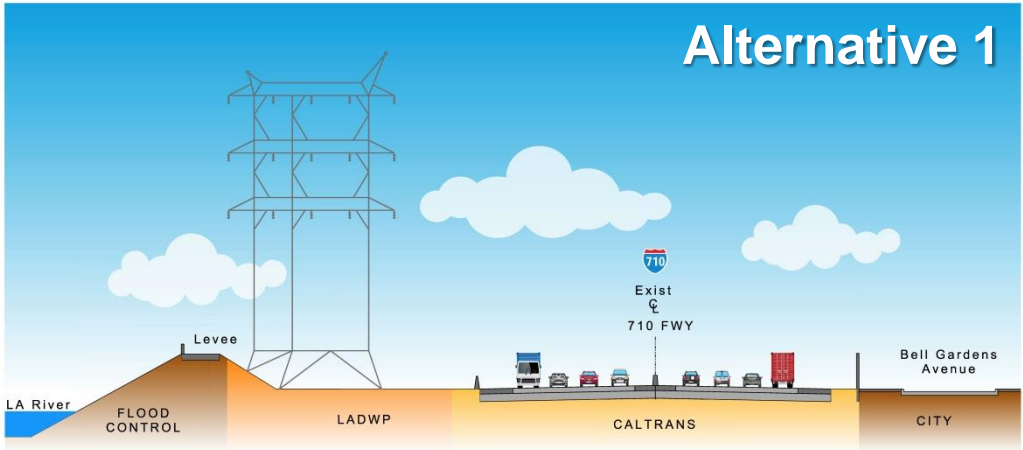 Alternative 1
710
Exist
℄
710 FWY
Levee
Bell Gardens
Avenue
LA River
FLOOD
CONTROL
LADWP
CALTRANS
CITY